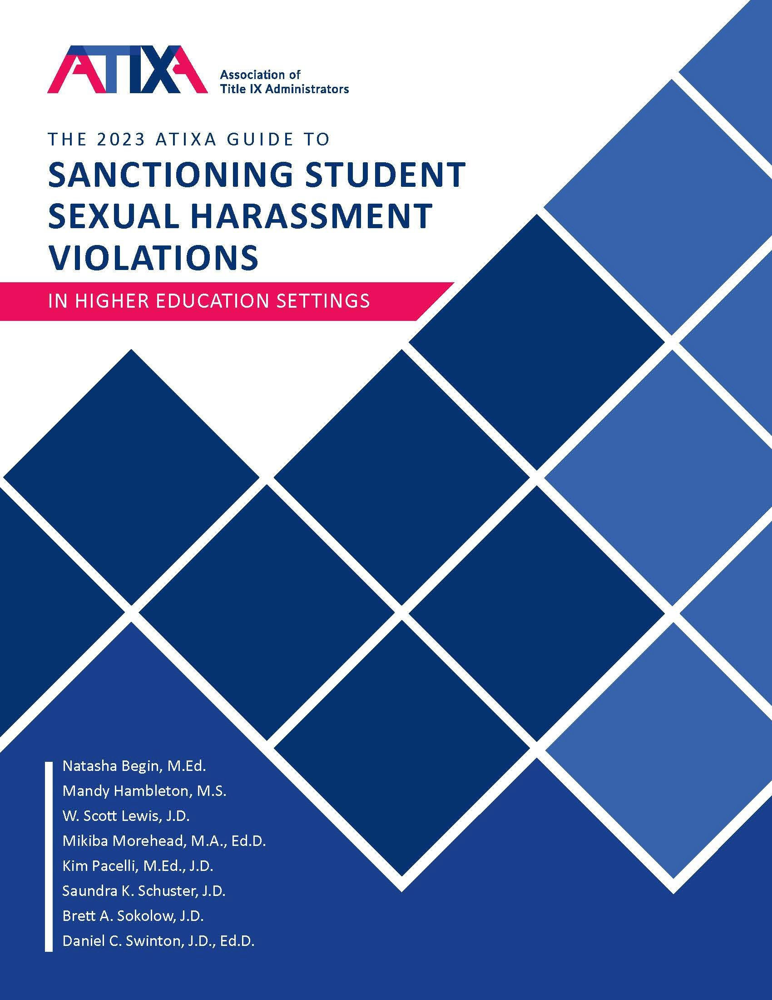 ATIXA
Association of
Title IX Administrators
THE 2023 ATIXA GUIDE TO
SANCTIONING STUDENT
SEXUAL HARASSMENT
VIOLATIONS
IN HIGHER EDUCATION SETTINGS
Natasha Begin, M.Ed.
Mandy Hambleton, M.S.
W. Scott Lewis, J.D.
Mikiba Morehead, M.A., Ed.D.
Kim Pacelli, M.Ed., J.D.
Saundra K. Schuster, J.D.
Brett A. Sokolow, J.D.
Daniel C. Swinton, J.D., Ed.D.